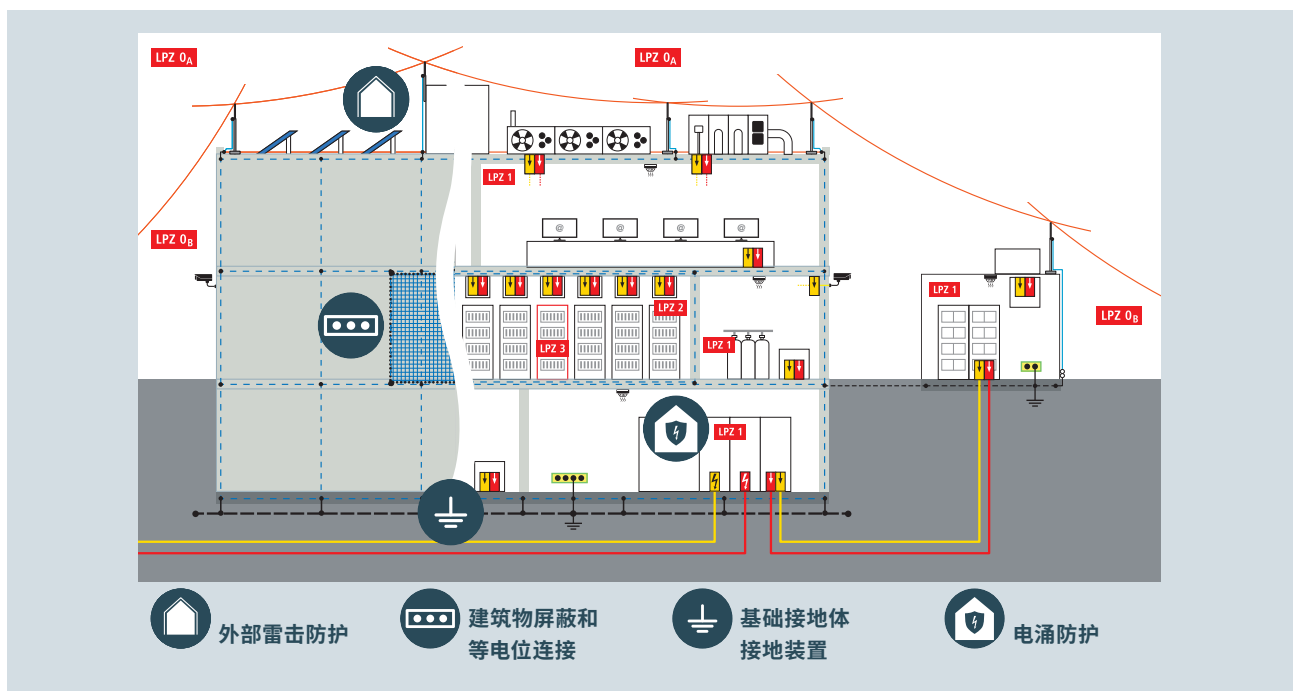 LPZ 0A
LPZ 0A
LPZ 1
@ @ @ @
LPZ 0B
LPZ 1
LPZ 2
LPZ 0B
LPZ 3
LPZ 1
LPZ 1
外部雷击防护
建筑物屏蔽和
等电位连接
基础接地体
接地装置
电涌防护